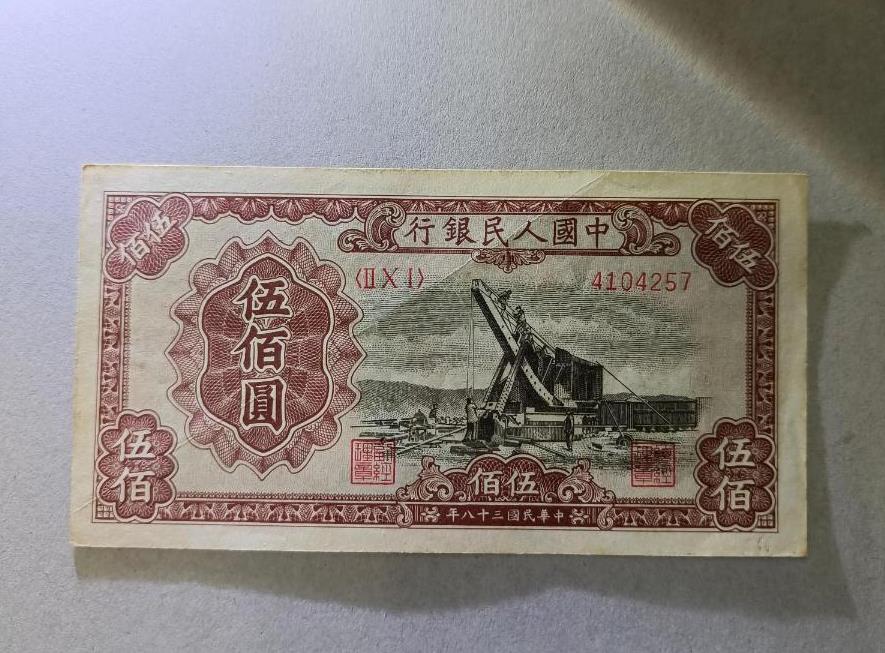 中國人民銀行
伍佰
伍佰
〈II X I〉
4104257
伍佰圓
伍佰
伍佰
伍佰
中華民國三十八年